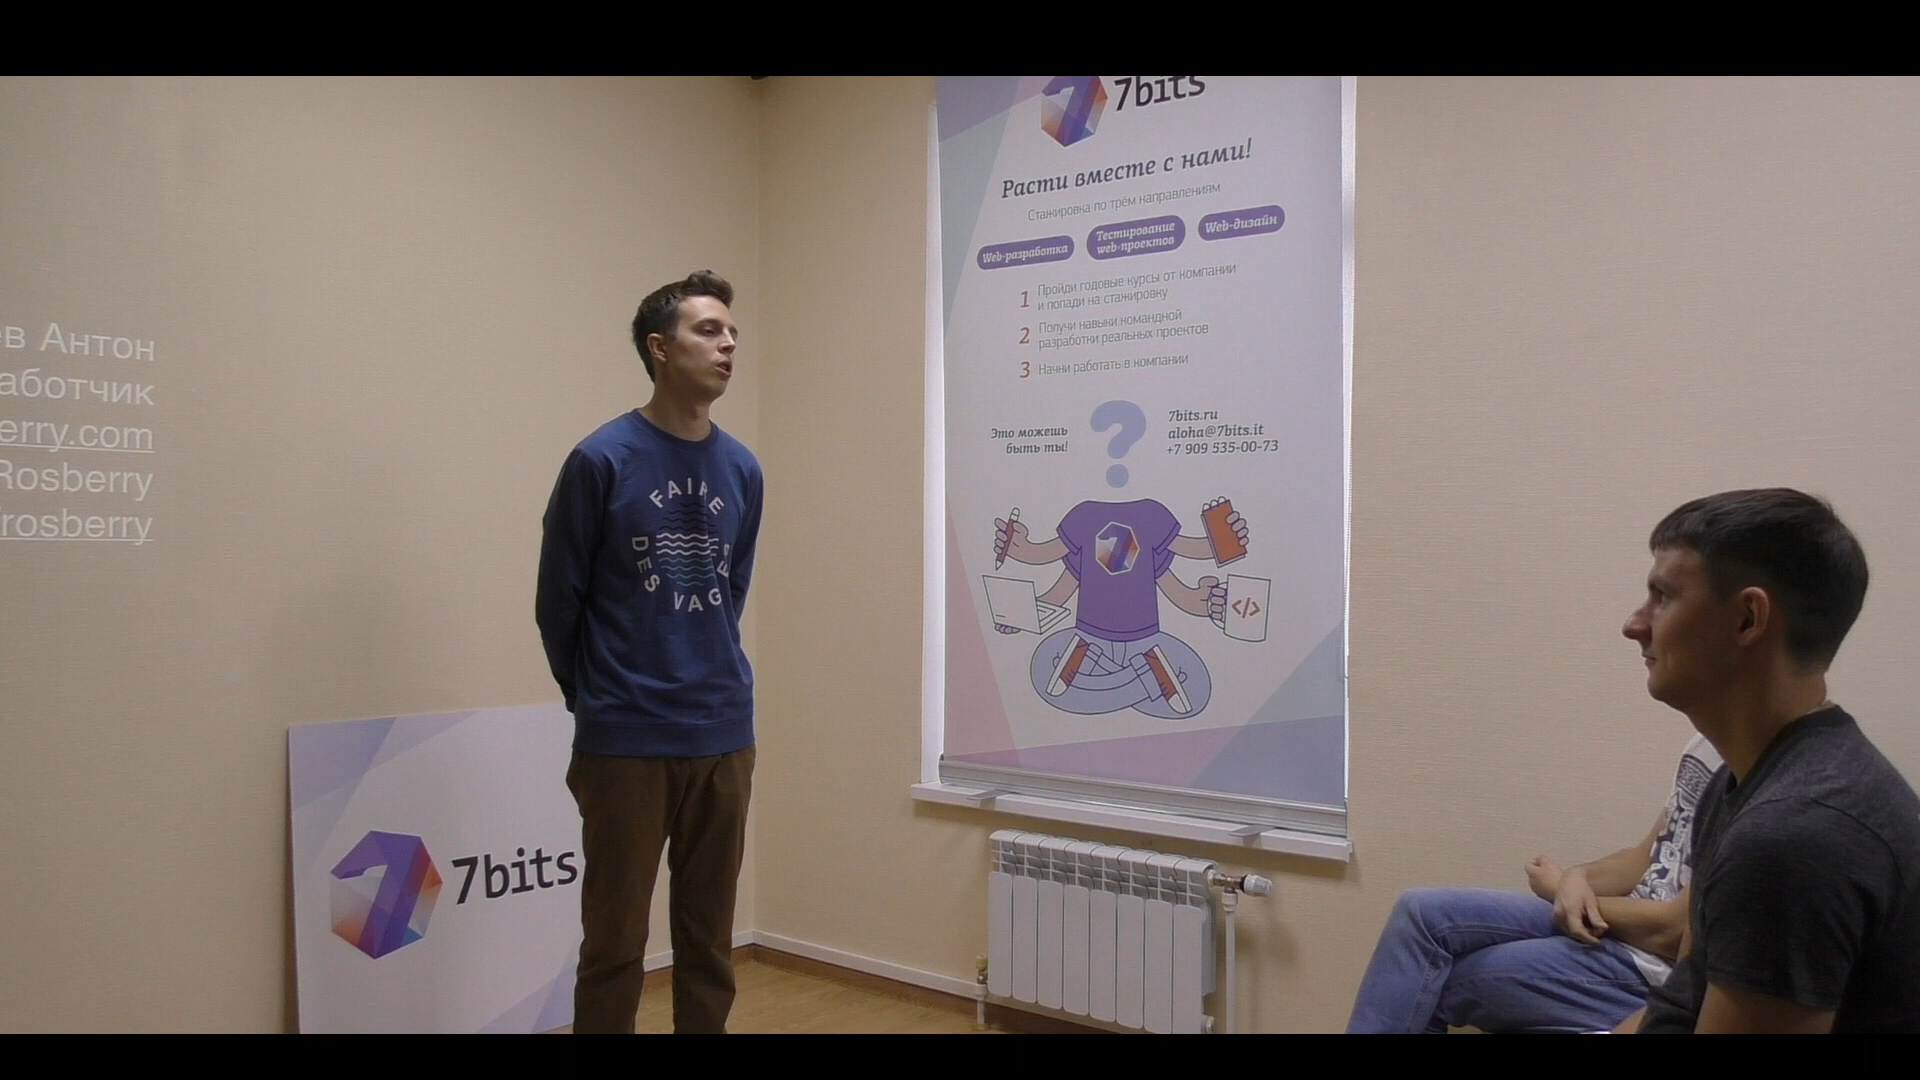 ев Антон
аботчик
erry.com
Rosberry
rosberry
FAIRE
DES VAG
7bits
7bits
Расти вместе с нами!
Стажировка по трём направлениям
Web-разработка
Тестирование
web-проектов
Web-дизайн
1 Пройди годовые курсы от компании
и попади на стажировку
2 Получи навыки командной
разработки реальных проектов
3 Начни работать в компании
Это можешь
быть ты!
?
7bits.ru
aloha@7bits.it
+7 909 535-00-73
7
</>